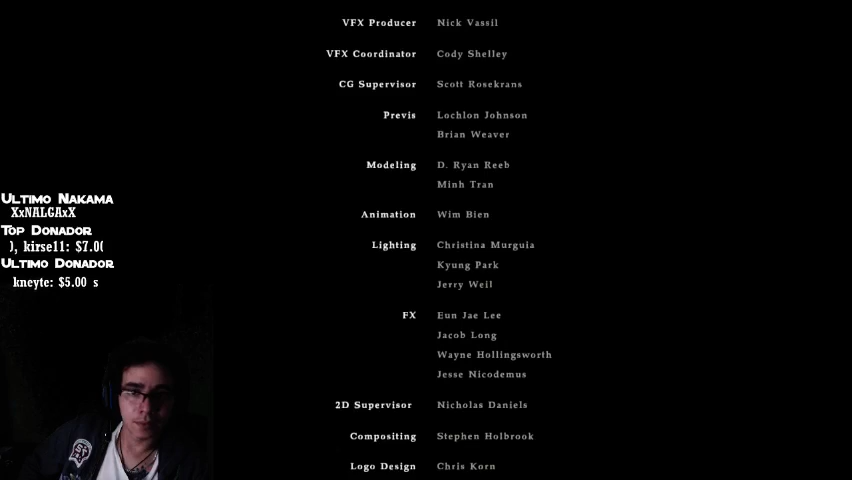 VFX Producer Nick Vassil
VFX Coordinator Cody Shelley
CG Supervisor Scott Rosekrans
Previs Lochlon Johnson
Brian Weaver
Modeling D. Ryan Reeb
Minh Tran
Animation Wim Bien
Lighting Christina Murguia
Kyung Park
Jerry Weil
FX Eun Jae Lee
Jacob Long
Wayne Hollingsworth
Jesse Nicodemus
2D Supervisor Nicholas Daniels
Compositing Stephen Holbrook
Logo Design Chris Korn
Ultimo Nakama
XxNALGAxX
Top Donador
), kirse11: $7.0(
Ultimo Donador
kneyte: $5.00 s